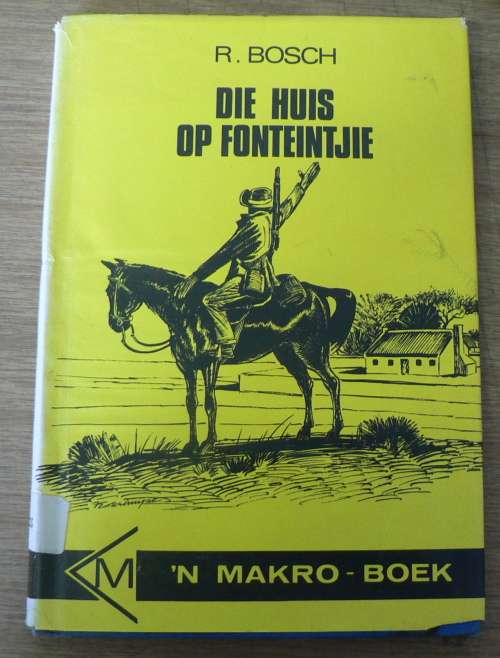 R. BOSCH
DIE HUIS
OP FONTEINTJIE
M 'N MAKRO - BOEK